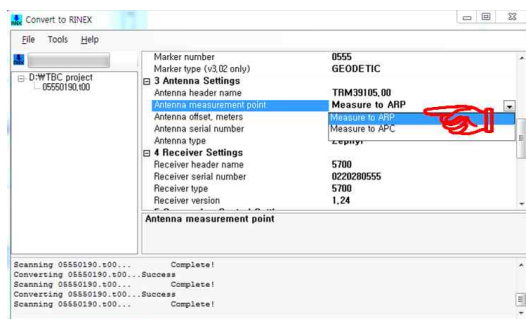 Convert to RINEX
File Tools Help
D:₩TBC project
05550190.t00
Marker number 0555
Marker type (v3,02 only) GEODETIC
3 Antenna Settings
Antenna header name TRM39105,00
Antenna measurement point Measure to ARP
Antenna offset, meters Measure to ARP
Antenna serial number Measure to APC
Antenna type Zephyr
4 Receiver Settings
Receiver header name 5700
Receiver serial number 0220280555
Receiver type 5700
Receiver version 1,24
Antenna measurement point
Scanning 05550190.t00... Complete!
Converting 05550190.t00...Success
Scanning 05550190.t00... Complete!
Converting 05550190.t00...Success
Scanning 05550190.t00... Complete!